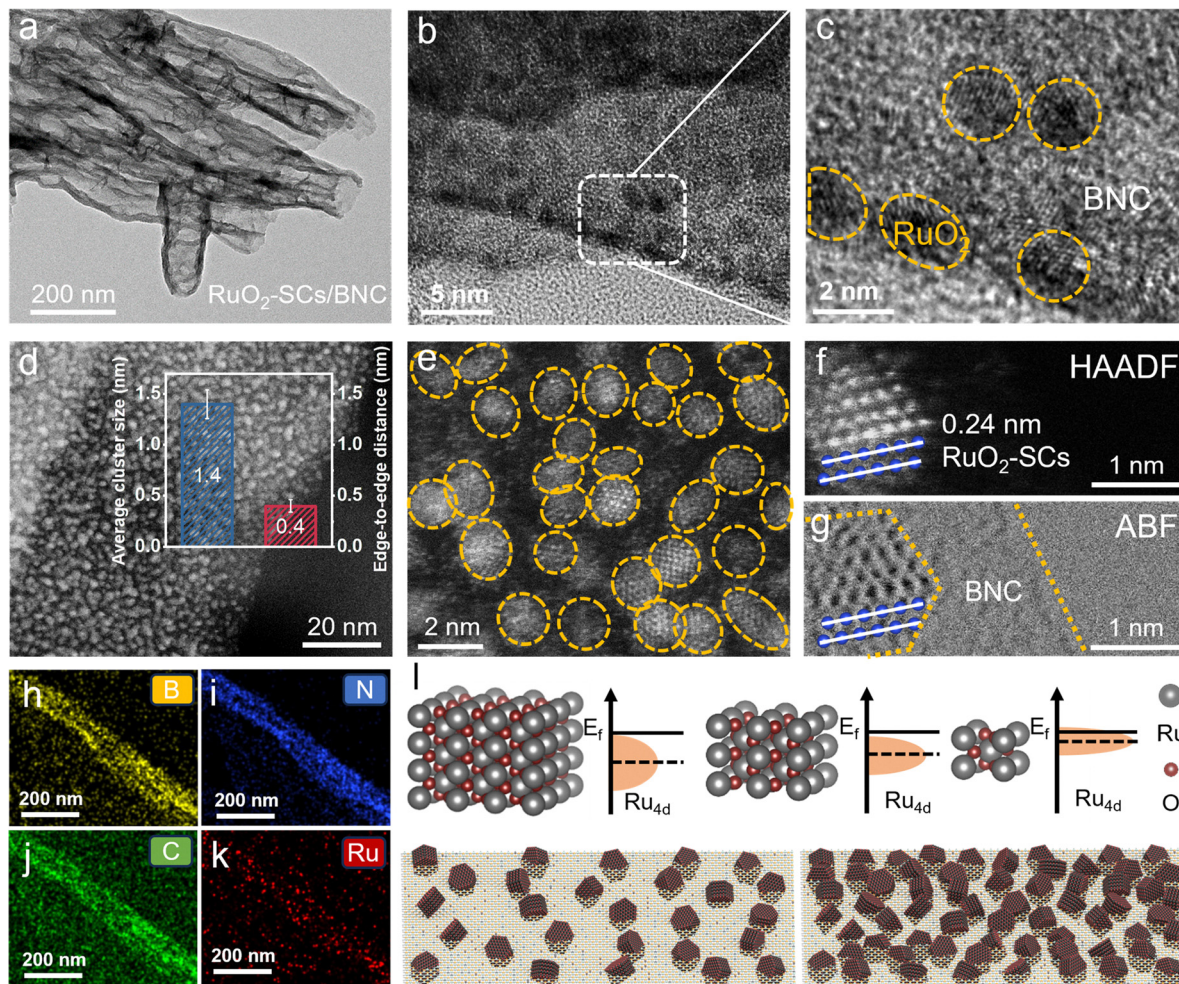 a
200 nm
RuO₂-SCs/BNC
b
5 nm
c
BNC
RuO₂
2 nm
d
Average cluster size (nm)
1.5
1.0
0.5
0.0
1.4
0.4
1.5
1.0
0.5
0.0
Edge-to-edge distance (nm)
20 nm
e
2 nm
f
HAADF
0.24 nm
RuO₂-SCs
1 nm
g
ABF
BNC
1 nm
h
B
200 nm
i
N
200 nm
j
C
200 nm
k
Ru
200 nm
l
E_f
Ru₄d
E_f
Ru₄d
E_f
Ru₄d
Ru
O